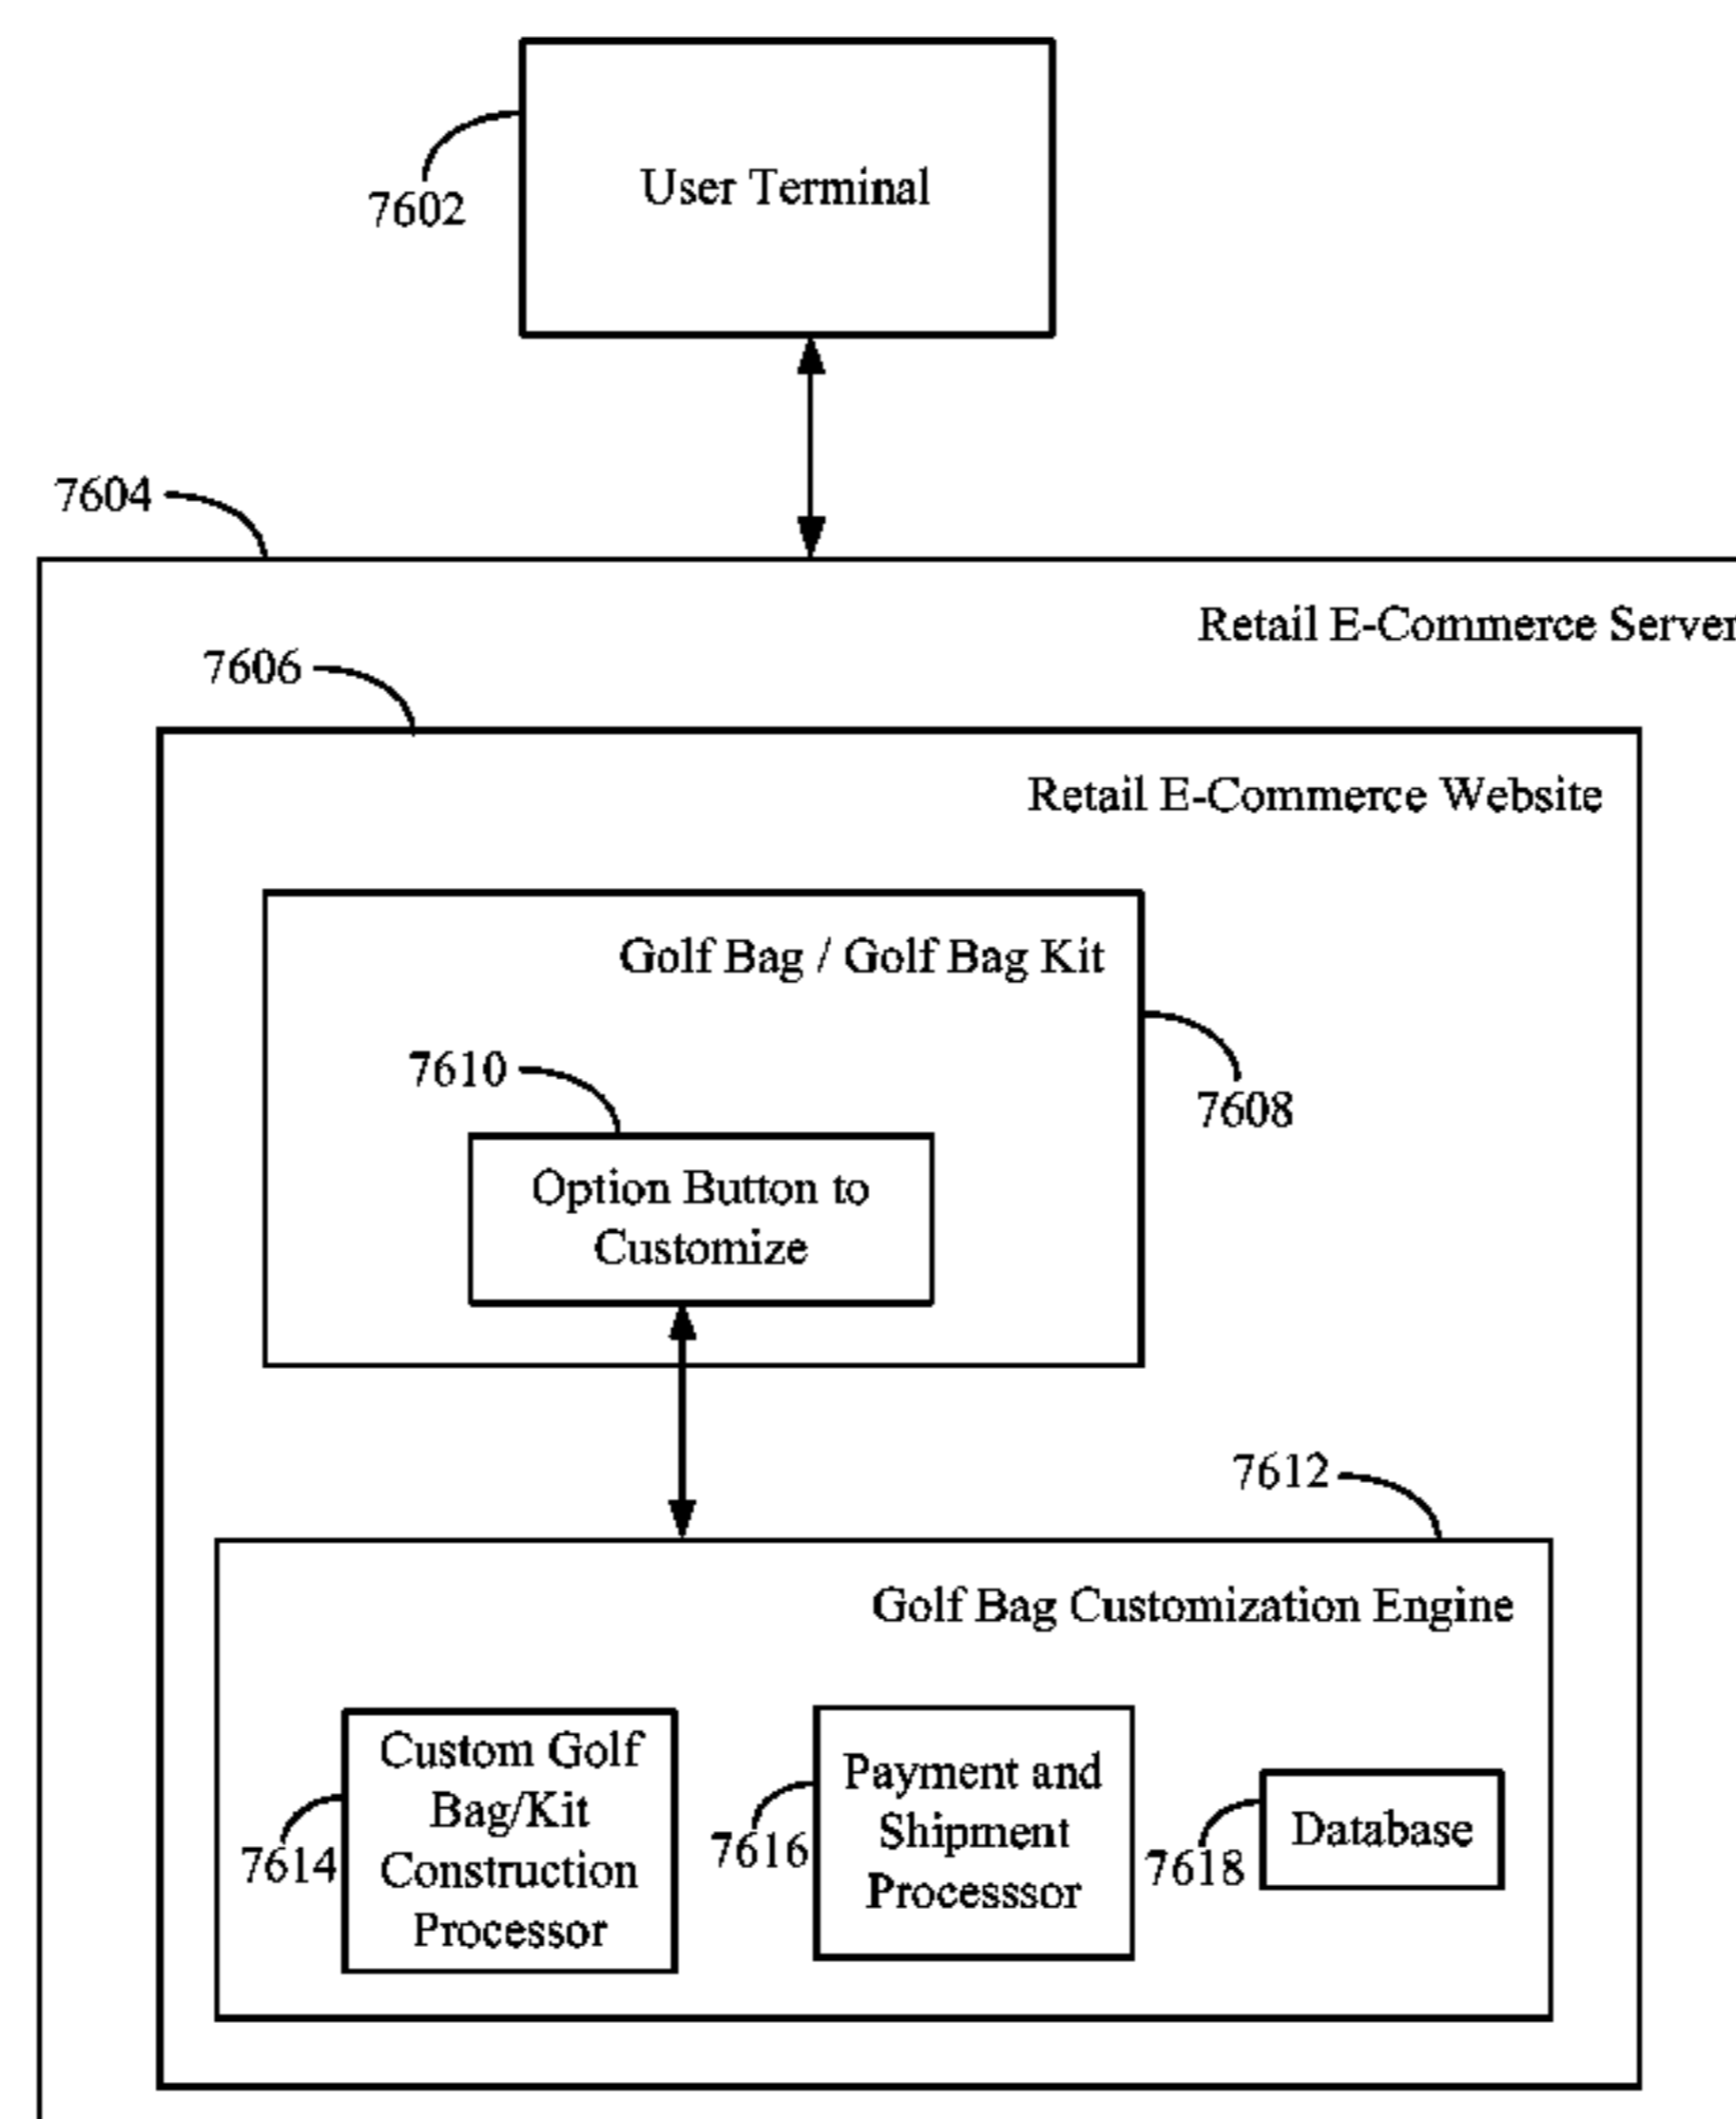 User Terminal
7602
7604
Retail E-Commerce Server
7606
Retail E-Commerce Website
Golf Bag / Golf Bag Kit
7610
7608
Option Button to
Customize
7612
Golf Bag Customization Engine
Custom Golf
Bag/Kit
Construction
Processor
7614
Payment and
Shipment
Processsor
7616
Database
7618